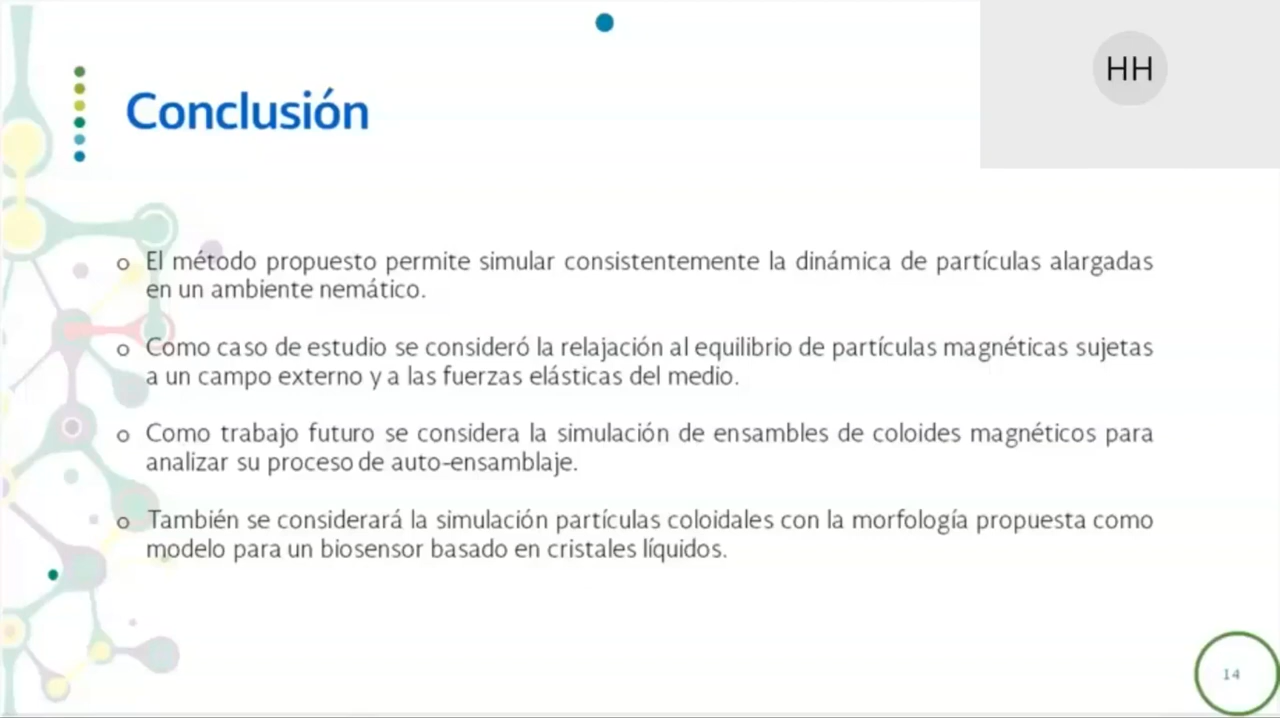 HH
Conclusión
o El método propuesto permite simular consistentemente la dinámica de partículas alargadas
en un ambiente nemático.
o Como caso de estudio se consideró la relajación al equilibrio de partículas magnéticas sujetas
a un campo externo y a las fuerzas elásticas del medio.
o Como trabajo futuro se considera la simulación de ensambles de coloides magnéticos para
analizar su proceso de auto-ensamblaje.
o También se considerará la simulación partículas coloidales con la morfología propuesta como
modelo para un biosensor basado en cristales líquidos.
14